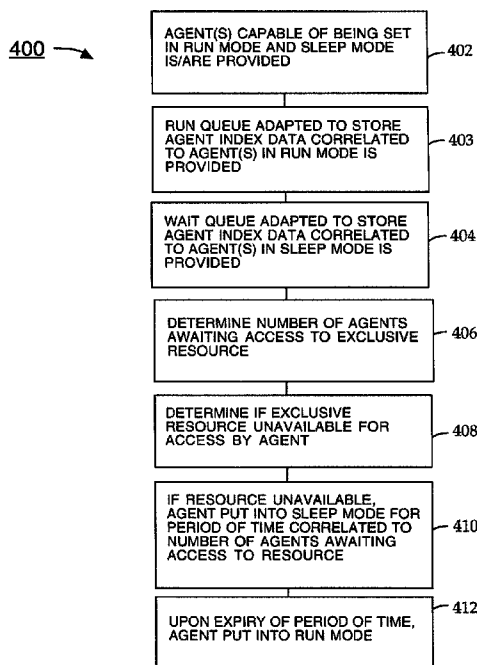 400
AGENT(S) CAPABLE OF BEING SET
IN RUN MODE AND SLEEP MODE
IS/ARE PROVIDED
402
RUN QUEUE ADAPTED TO STORE
AGENT INDEX DATA CORRELATED
TO AGENT(S) IN RUN MODE IS
PROVIDED
403
WAIT QUEUE ADAPTED TO STORE
AGENT INDEX DATA CORRELATED
TO AGENT(S) IN SLEEP MODE IS
PROVIDED
404
DETERMINE NUMBER OF AGENTS
AWAITING ACCESS TO EXCLUSIVE
RESOURCE
406
DETERMINE IF EXCLUSIVE
RESOURCE UNAVAILABLE FOR
ACCESS BY AGENT
408
IF RESOURCE UNAVAILABLE,
AGENT PUT INTO SLEEP MODE FOR
PERIOD OF TIME CORRELATED TO
NUMBER OF AGENTS AWAITING
ACCESS TO RESOURCE
410
UPON EXPIRY OF PERIOD OF TIME,
AGENT PUT INTO RUN MODE
412